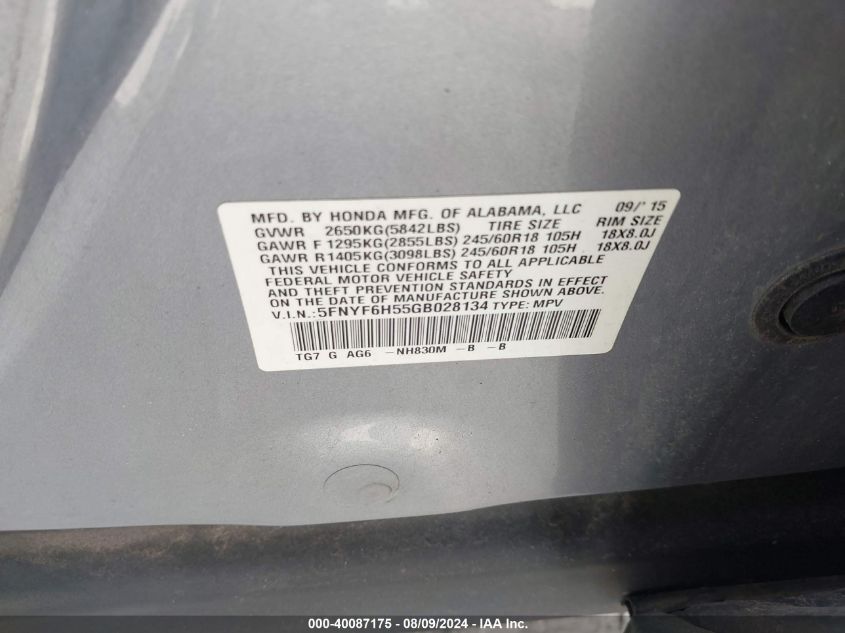 MFD. BY HONDA MFG. OF ALABAMA, LLC 09/'15
GVWR 2650KG(5842LBS) TIRE SIZE RIM SIZE
GAWR F 1295KG(2855LBS) 245/60R18 105H 18X8.0J
GAWR R1405KG(3098LBS) 245/60R18 105H 18X8.0J
THIS VEHICLE CONFORMS TO ALL APPLICABLE
FEDERAL MOTOR VEHICLE SAFETY
AND THEFT PREVENTION STANDARDS IN EFFECT
ON THE DATE OF MANUFACTURE SHOWN ABOVE.
V.I.N.:5FNYF6H55GB028134 TYPE: MPV
TG7 G AG6 -NH830M -B -B
000-40087175 - 08/09/2024 - IAA Inc.